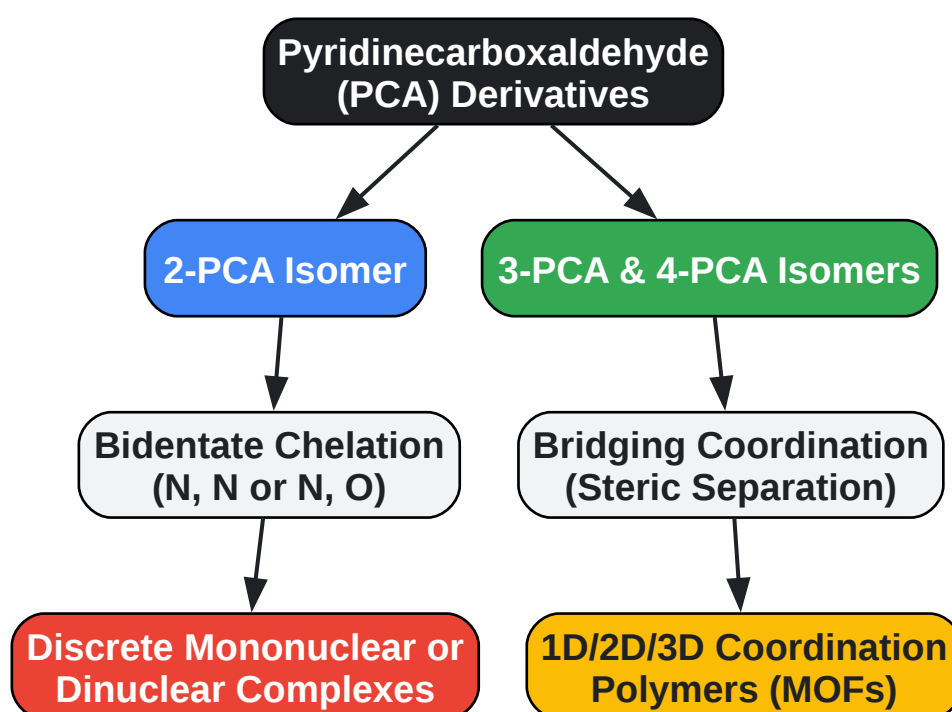 Pyridinecarboxaldehyde
(PCA) Derivatives
2-PCA Isomer
3-PCA & 4-PCA Isomers
Bidentate Chelation
(N, N or N, O)
Bridging Coordination
(Steric Separation)
Discrete Mononuclear or
Dinuclear Complexes
1D/2D/3D Coordination
Polymers (MOFs)